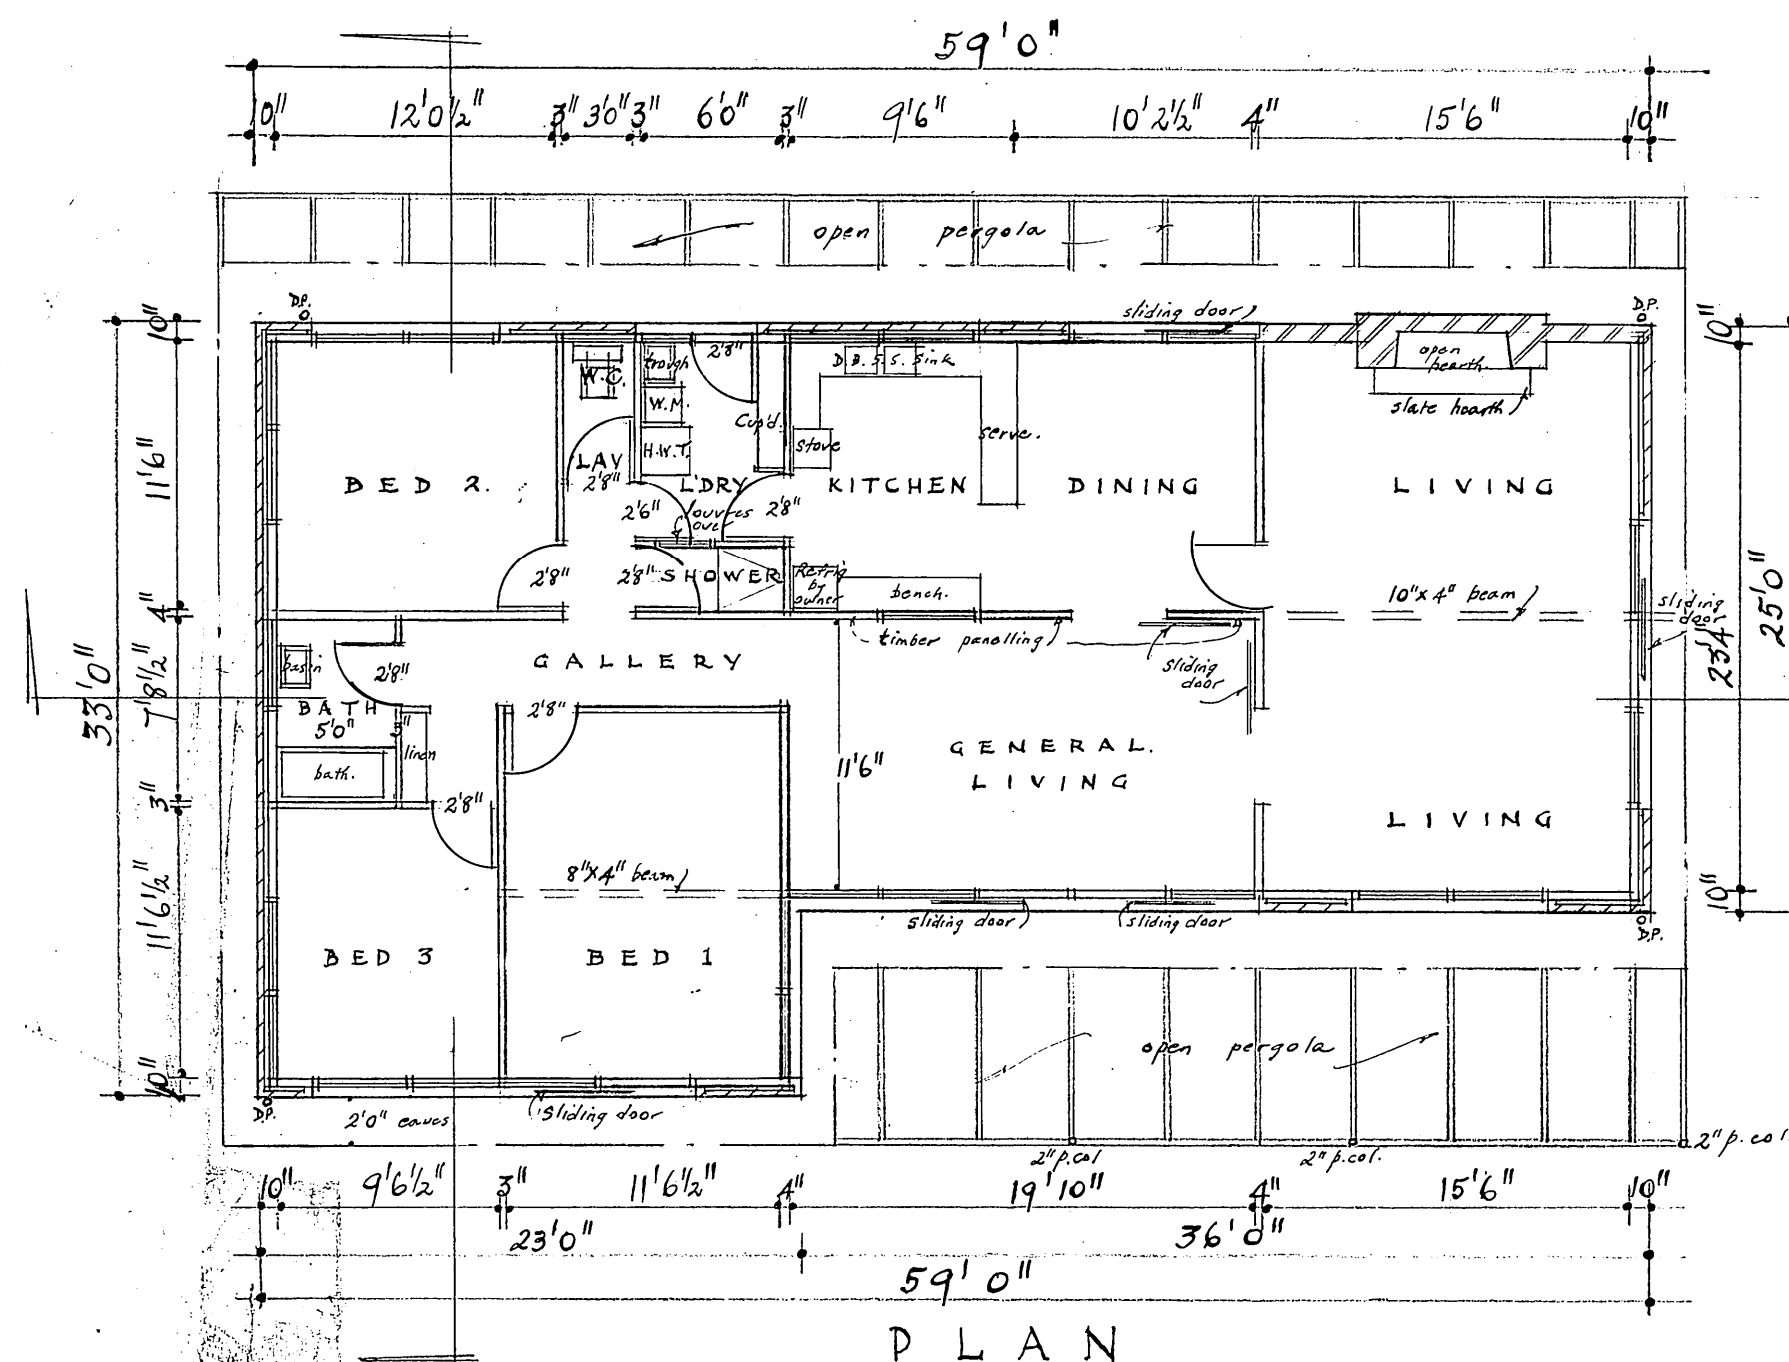 59'0"
10" 12'0½" 3" 3'0" 3" 6'0" 3" 9'6" 10'2½" 4" 15'6" 10"
open pergola
D.P.
sliding door
D.P.
10"
10"
2'8"
D.B.S.S. Sink
open
hearth
W.C.
trough
W.M.
Cup'd.
slate hearth
serve.
stove
H.W.T.
11'6"
LAV
2'8"
BED 2.
L'DRY
KITCHEN
DINING
LIVING
2'6"
louvres
over
2'8"
2'8"
2'8"
SHOWER
Refrig
by
owner
bench.
10"x4" beam
sliding
door
25'0"
23'4"
4"
timber panelling
basin
2'8"
GALLERY
sliding
door
33'0"
7'8½"
BATH
5'0"
3"
2'8"
linen
GENERAL.
LIVING
11'6"
bath.
3"
2'8"
LIVING
8"x4" beam
11'6½"
10"
sliding door
sliding door
D.P.
BED 3
BED 1
open pergola
10"
D.P.
2'0" eaves
sliding door
2" p.col
2" p.col.
2" p.col.
10" 9'6½" 3" 11'6½" 4" 19'10" 4" 15'6" 10"
23'0" 36'0"
59'0"
PLAN